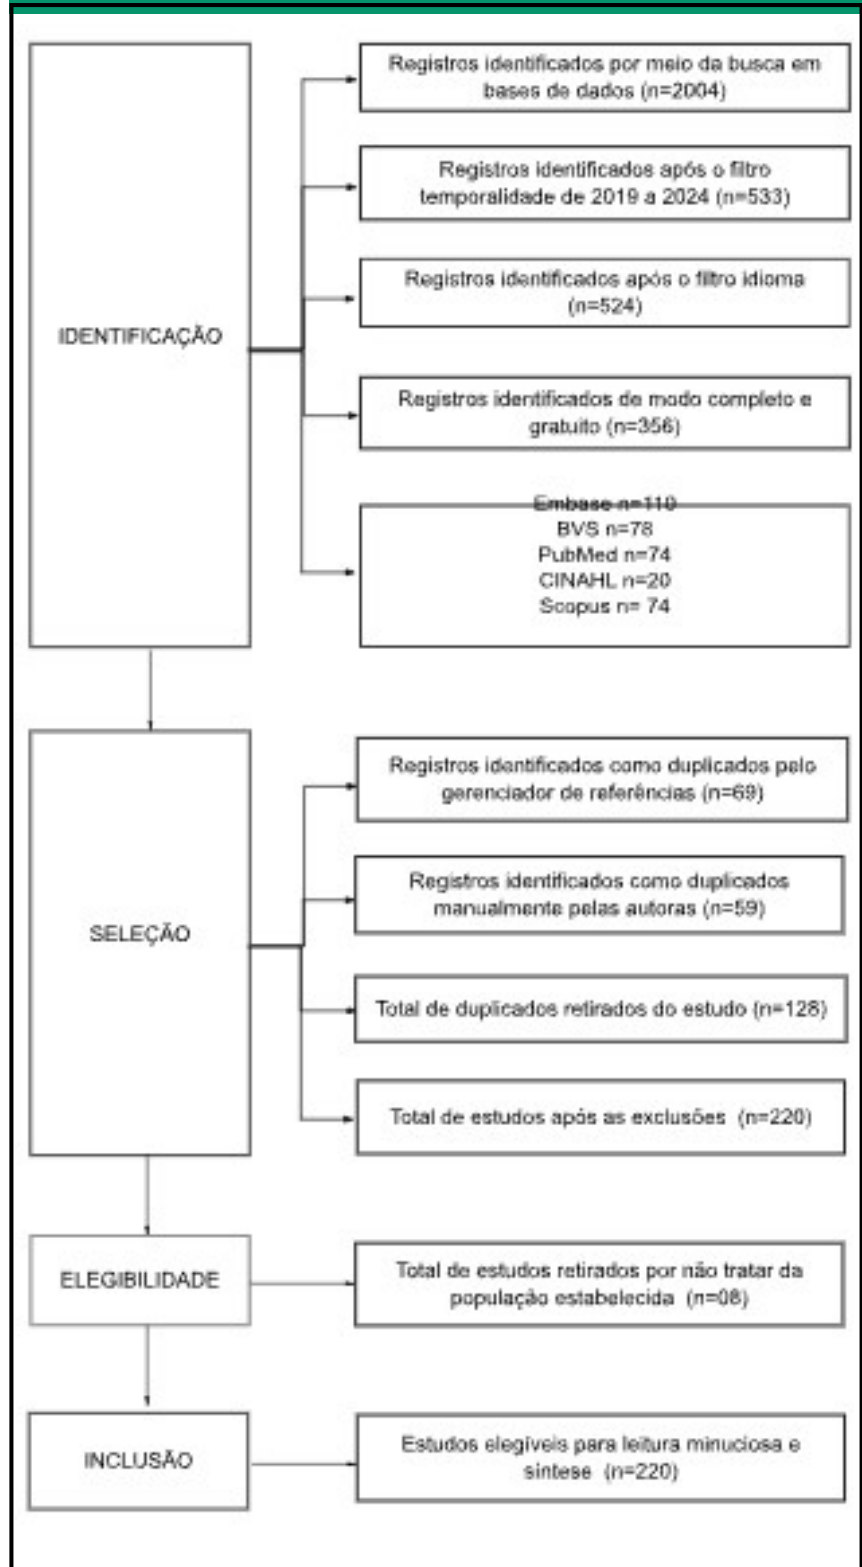 IDENTIFICAÇÃO
Registros identificados por meio da busca em
bases de dados (n=2004)
Registros identificados após o filtro
temporalidade de 2019 a 2024 (n=533)
Registros identificados após o filtro idioma
(n=524)
Registros identificados de modo completo e
gratuito (n=356)
Embase n=110
BVS n=78
PubMed n=74
CINAHL n=20
Scopus n= 74
SELEÇÃO
Registros identificados como duplicados pelo
gerenciador de referências (n=69)
Registros identificados como duplicados
manualmente pelas autoras (n=59)
Total de duplicados retirados do estudo (n=128)
Total de estudos após as exclusões (n=220)
ELEGIBILIDADE
Total de estudos retirados por não tratar da
população estabelecida (n=08)
INCLUSÃO
Estudos elegíveis para leitura minuciosa e
síntese (n=220)